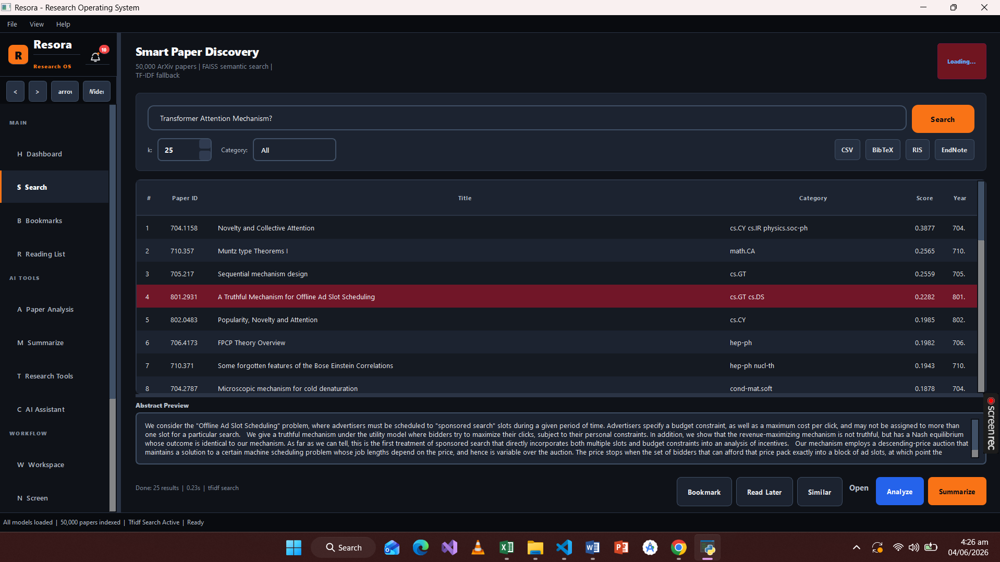 Resora - Research Operating System
File View Help
R
Resora
Research OS
10
< > arrov Wider
MAIN
H Dashboard
S Search
B Bookmarks
R Reading List
AI TOOLS
A Paper Analysis
M Summarize
T Research Tools
C AI Assistant
WORKFLOW
W Workspace
N Screen
Smart Paper Discovery
50,000 ArXiv papers | FAISS semantic search |
TF-IDF fallback
Loading...
Transformer Attention Mechanism?
Search
k: 25 Category: All
CSV BibTeX RIS EndNote
# Paper ID Title Category Score Year
1 704.1158 Novelty and Collective Attention cs.CY cs.IR physics.soc-ph 0.3877 704.
2 710.357 Muntz type Theorems I math.CA 0.2565 710.
3 705.217 Sequential mechanism design cs.GT 0.2559 705.
4 801.2931 A Truthful Mechanism for Offline Ad Slot Scheduling cs.GT cs.DS 0.2282 801.
5 802.0483 Popularity, Novelty and Attention cs.CY 0.1985 802.
6 706.4173 FPCP Theory Overview hep-ph 0.1982 706.
7 710.371 Some forgotten features of the Bose Einstein Correlations hep-ph nucl-th 0.1943 710.
8 704.2787 Microscopic mechanism for cold denaturation cond-mat.soft 0.1878 704.
Abstract Preview
We consider the "Offline Ad Slot Scheduling" problem, where advertisers must be scheduled to "sponsored search" slots during a given period of time. Advertisers specify a budget constraint, as well as a maximum cost per click, and may not be assigned to more than
one slot for a particular search. We give a truthful mechanism under the utility model where bidders try to maximize their clicks, subject to their personal constraints. In addition, we show that the revenue-maximizing mechanism is not truthful, but has a Nash equilibrium
whose outcome is identical to our mechanism. As far as we can tell, this is the first treatment of sponsored search that directly incorporates both multiple slots and budget constraints into an analysis of incentives. Our mechanism employs a descending-price auction that
maintains a solution to a certain machine scheduling problem whose job lengths depend on the price, and hence is variable over the auction. The price stops when the set of bidders that can afford that price pack exactly into a block of ad slots, at which point the
screenrec
Done: 25 results | 0.23s | tfidf search
Bookmark Read Later Similar Open Analyze Summarize
All models loaded | 50,000 papers indexed | Tfidf Search Active | Ready
Search
4:26 am
04/06/2026